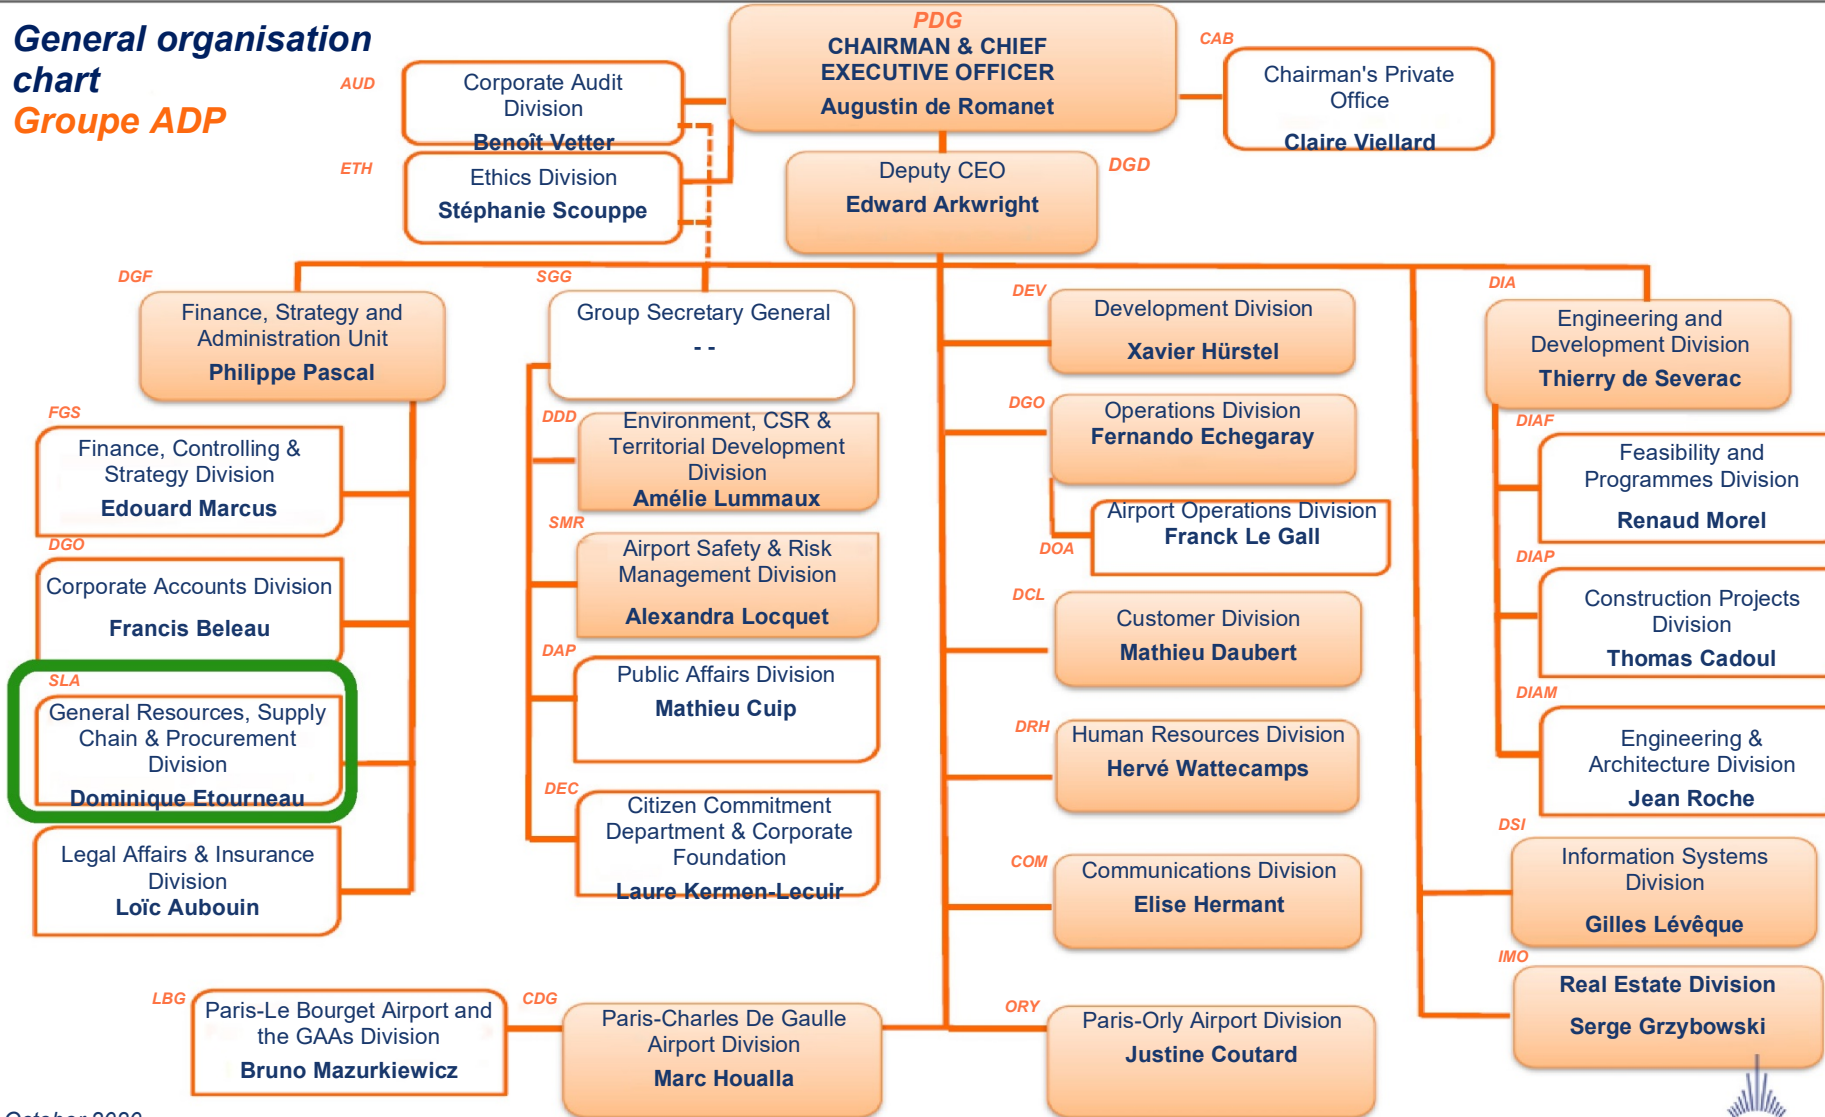 General organisation
chart
Groupe ADP
PDG
CHAIRMAN & CHIEF
EXECUTIVE OFFICER
Augustin de Romanet
CAB
Chairman's Private
Office
Claire Viellard
AUD
Corporate Audit
Division
Benoît Vetter
ETH
Ethics Division
Stéphanie Scouppe
Deputy CEO
Edward Arkwright
DGD
DGF
Finance, Strategy and
Administration Unit
Philippe Pascal
FGS
Finance, Controlling &
Strategy Division
Edouard Marcus
DGO
Corporate Accounts Division
Francis Beleau
SLA
General Resources, Supply
Chain & Procurement
Division
Dominique Etourneau
Legal Affairs & Insurance
Division
Loïc Aubouin
SGG
Group Secretary General
- -
DDD
Environment, CSR &
Territorial Development
Division
Amélie Lummaux
SMR
Airport Safety & Risk
Management Division
Alexandra Locquet
DAP
Public Affairs Division
Mathieu Cuip
DEC
Citizen Commitment
Department & Corporate
Foundation
Laure Kermen-Lecuir
DEV
Development Division
Xavier Hürstel
DGO
Operations Division
Fernando Echegaray
DOA
Airport Operations Division
Franck Le Gall
DCL
Customer Division
Mathieu Daubert
DRH
Human Resources Division
Hervé Wattecamps
COM
Communications Division
Elise Hermant
DIA
Engineering and
Development Division
Thierry de Severac
DIAF
Feasibility and
Programmes Division
Renaud Morel
DIAP
Construction Projects
Division
Thomas Cadoul
DIAM
Engineering &
Architecture Division
Jean Roche
DSI
Information Systems
Division
Gilles Lévêque
IMO
Real Estate Division
Serge Grzybowski
LBG
Paris-Le Bourget Airport and
the GAAs Division
Bruno Mazurkiewicz
CDG
Paris-Charles De Gaulle
Airport Division
Marc Houalla
ORY
Paris-Orly Airport Division
Justine Coutard
October 2020